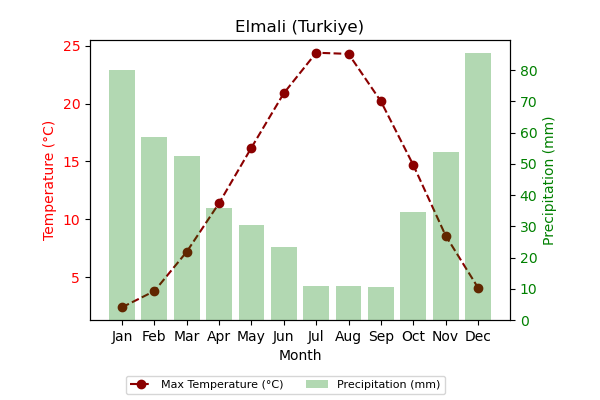 Elmali (Turkiye)
Temperature (°C)
25
20
15
10
5
Precipitation (mm)
80
70
60
50
40
30
20
10
0
Jan Feb Mar Apr May Jun Jul Aug Sep Oct Nov Dec
Month
Max Temperature (°C) Precipitation (mm)